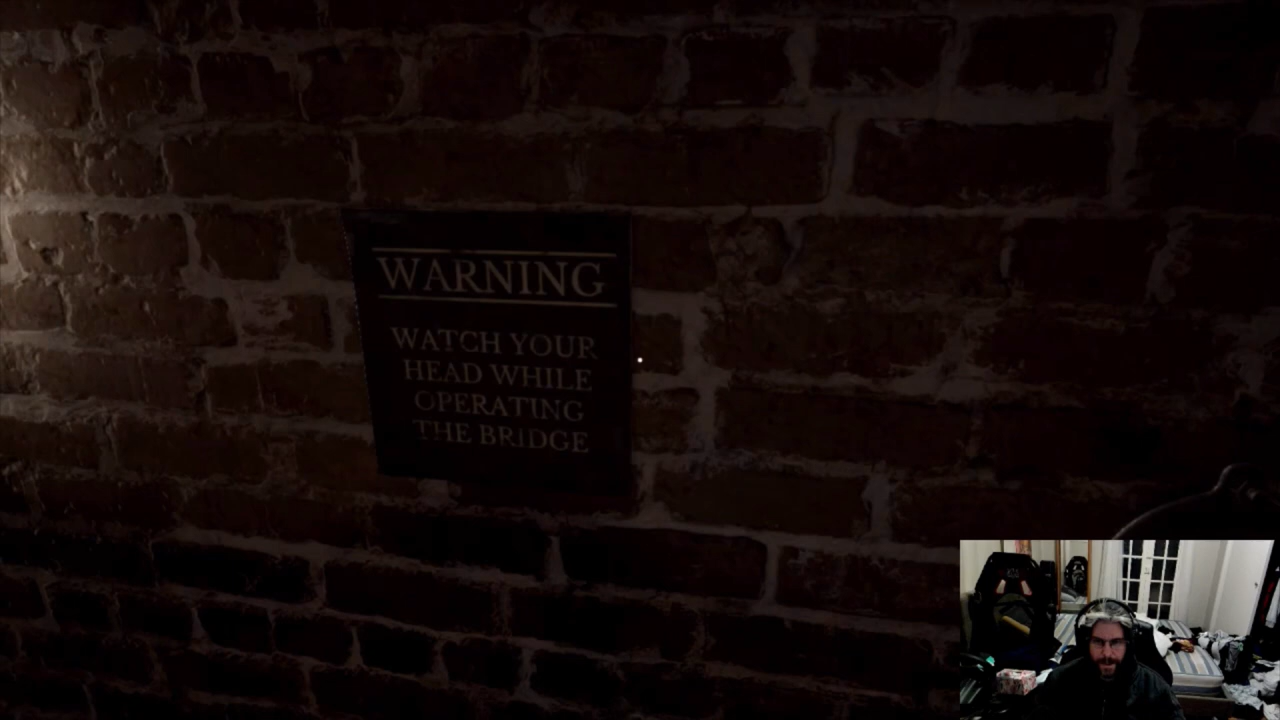 WARNING
WATCH YOUR
HEAD WHILE
OPERATING
THE BRIDGE